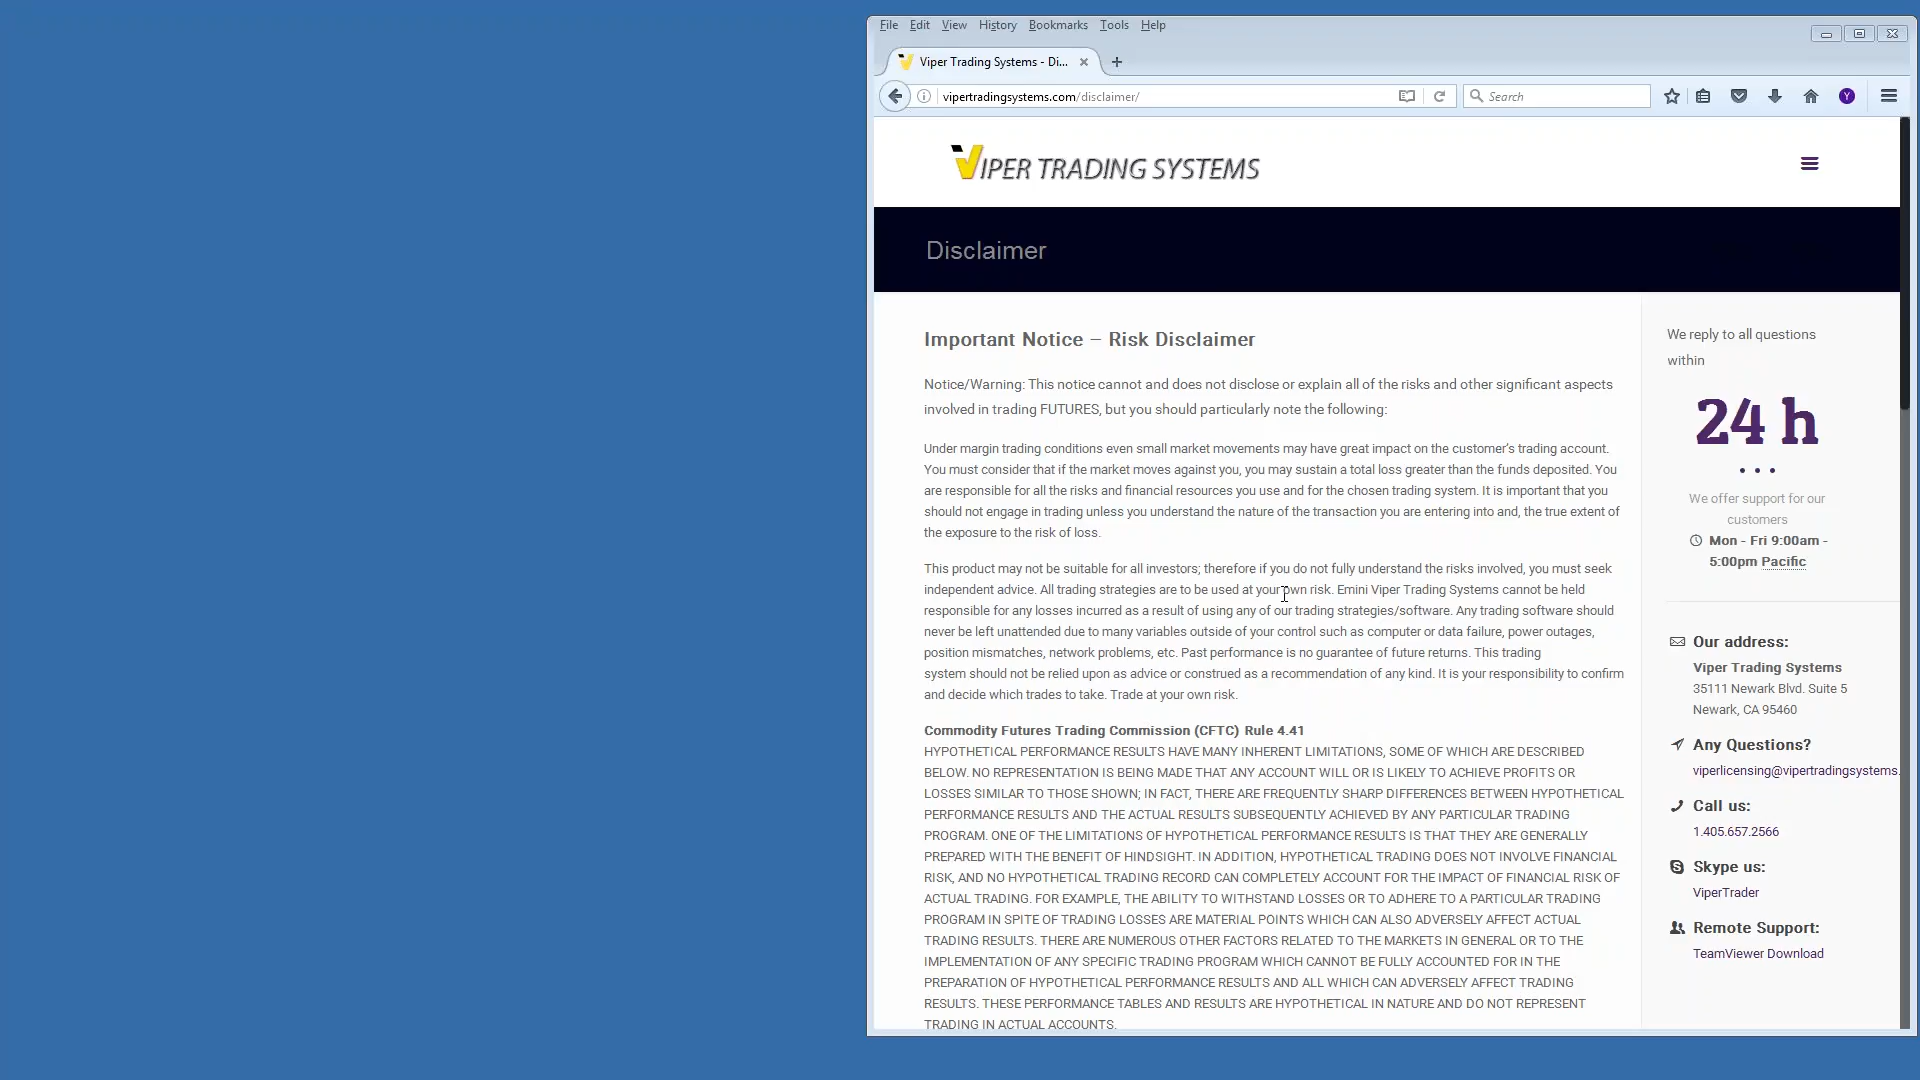 File Edit View History Bookmarks Tools Help
Viper Trading Systems - Di...
vipertradingsystems.com/disclaimer/
Search
Y
VIPER TRADING SYSTEMS
Disclaimer
Important Notice – Risk Disclaimer
Notice/Warning: This notice cannot and does not disclose or explain all of the risks and other significant aspects
involved in trading FUTURES, but you should particularly note the following:
Under margin trading conditions even small market movements may have great impact on the customer’s trading account.
You must consider that if the market moves against you, you may sustain a total loss greater than the funds deposited. You
are responsible for all the risks and financial resources you use and for the chosen trading system. It is important that you
should not engage in trading unless you understand the nature of the transaction you are entering into and, the true extent of
the exposure to the risk of loss.
This product may not be suitable for all investors; therefore if you do not fully understand the risks involved, you must seek
independent advice. All trading strategies are to be used at your own risk. Emini Viper Trading Systems cannot be held
responsible for any losses incurred as a result of using any of our trading strategies/software. Any trading software should
never be left unattended due to many variables outside of your control such as computer or data failure, power outages,
position mismatches, network problems, etc. Past performance is no guarantee of future returns. This trading
system should not be relied upon as advice or construed as a recommendation of any kind. It is your responsibility to confirm
and decide which trades to take. Trade at your own risk.
Commodity Futures Trading Commission (CFTC) Rule 4.41
HYPOTHETICAL PERFORMANCE RESULTS HAVE MANY INHERENT LIMITATIONS, SOME OF WHICH ARE DESCRIBED
BELOW. NO REPRESENTATION IS BEING MADE THAT ANY ACCOUNT WILL OR IS LIKELY TO ACHIEVE PROFITS OR
LOSSES SIMILAR TO THOSE SHOWN; IN FACT, THERE ARE FREQUENTLY SHARP DIFFERENCES BETWEEN HYPOTHETICAL
PERFORMANCE RESULTS AND THE ACTUAL RESULTS SUBSEQUENTLY ACHIEVED BY ANY PARTICULAR TRADING
PROGRAM. ONE OF THE LIMITATIONS OF HYPOTHETICAL PERFORMANCE RESULTS IS THAT THEY ARE GENERALLY
PREPARED WITH THE BENEFIT OF HINDSIGHT. IN ADDITION, HYPOTHETICAL TRADING DOES NOT INVOLVE FINANCIAL
RISK, AND NO HYPOTHETICAL TRADING RECORD CAN COMPLETELY ACCOUNT FOR THE IMPACT OF FINANCIAL RISK OF
ACTUAL TRADING. FOR EXAMPLE, THE ABILITY TO WITHSTAND LOSSES OR TO ADHERE TO A PARTICULAR TRADING
PROGRAM IN SPITE OF TRADING LOSSES ARE MATERIAL POINTS WHICH CAN ALSO ADVERSELY AFFECT ACTUAL
TRADING RESULTS. THERE ARE NUMEROUS OTHER FACTORS RELATED TO THE MARKETS IN GENERAL OR TO THE
IMPLEMENTATION OF ANY SPECIFIC TRADING PROGRAM WHICH CANNOT BE FULLY ACCOUNTED FOR IN THE
PREPARATION OF HYPOTHETICAL PERFORMANCE RESULTS AND ALL WHICH CAN ADVERSELY AFFECT TRADING
RESULTS. THESE PERFORMANCE TABLES AND RESULTS ARE HYPOTHETICAL IN NATURE AND DO NOT REPRESENT
TRADING IN ACTUAL ACCOUNTS.
We reply to all questions
within
24 h
We offer support for our
customers
Mon - Fri 9:00am -
5:00pm Pacific
Our address:
Viper Trading Systems
35111 Newark Blvd. Suite 5
Newark, CA 95460
Any Questions?
viperlicensing@vipertradingsystems.
Call us:
1.405.657.2566
Skype us:
ViperTrader
Remote Support:
TeamViewer Download